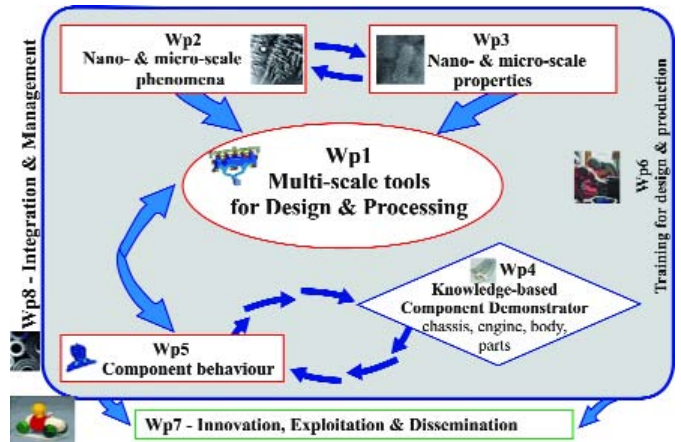 Wp2
Nano- & micro-scale
phenomena
Wp3
Nano- & micro-scale
properties
Wp1
Multi-scale tools
for Design & Processing
Wp8 - Integration & Management
Wp6
Training for design & production
Wp4
Knowledge-based
Component Demonstrator
chassis, engine, body,
parts
Wp5
Component behaviour
Wp7 - Innovation, Exploitation & Dissemination